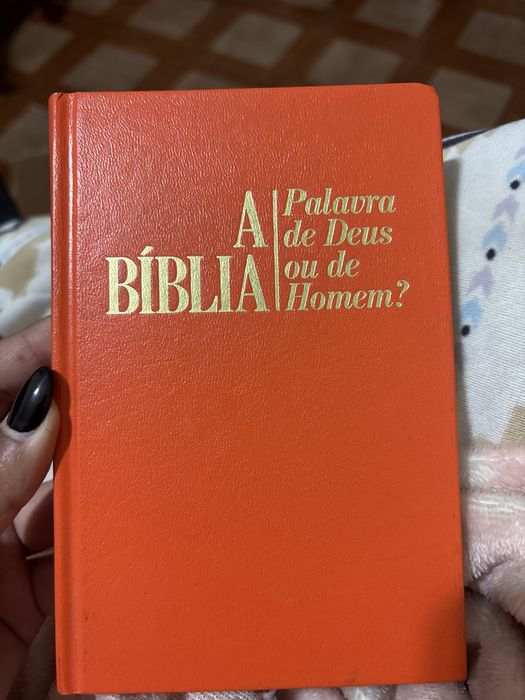 A
BÍBLIA
Palavra
de Deus
ou de
Homem?